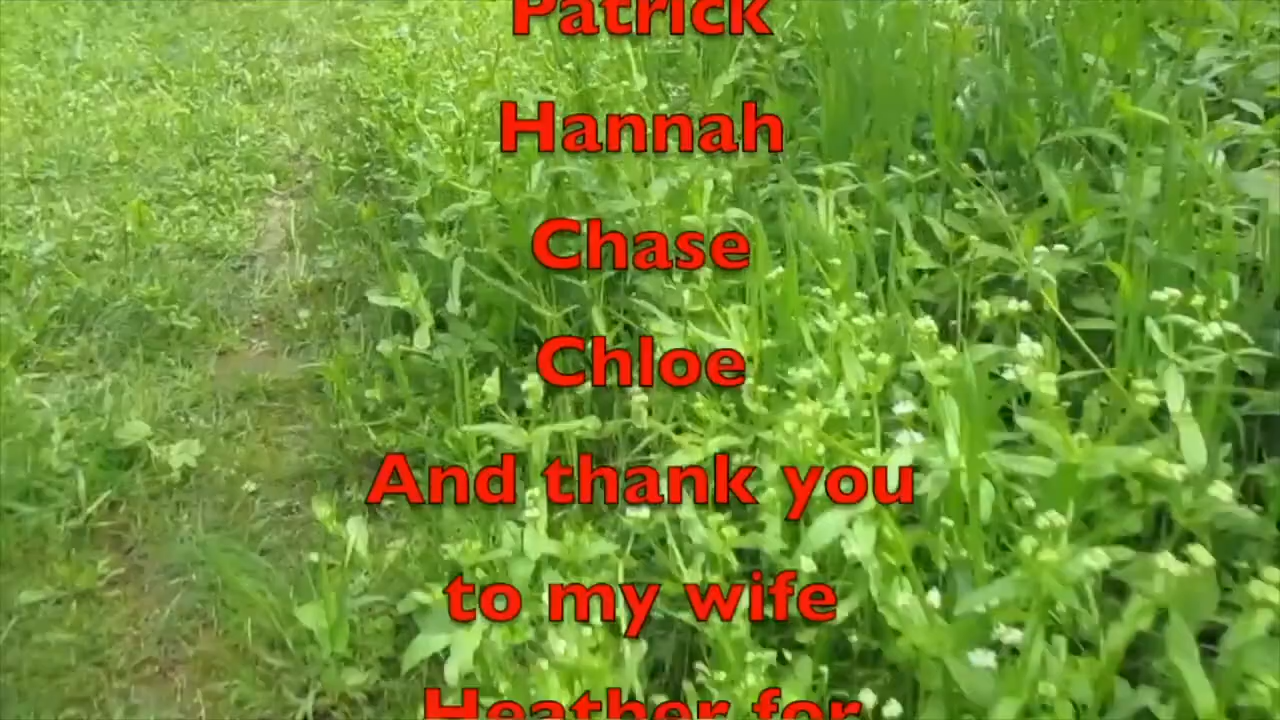 Patrick
Hannah
Chase
Chloe
And thank you
to my wife
Heather for